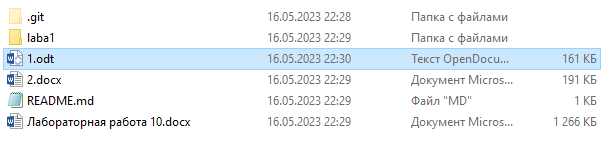 .git 16.05.2023 22:28 Папка с файлами
laba1 16.05.2023 22:29 Папка с файлами
1.odt 16.05.2023 22:30 Текст OpenDocu... 161 КБ
2.docx 16.05.2023 22:29 Документ Micros... 191 КБ
README.md 16.05.2023 22:29 Файл "MD" 1 КБ
Лабораторная работа 10.docx 16.05.2023 22:29 Документ Micros... 1 266 КБ